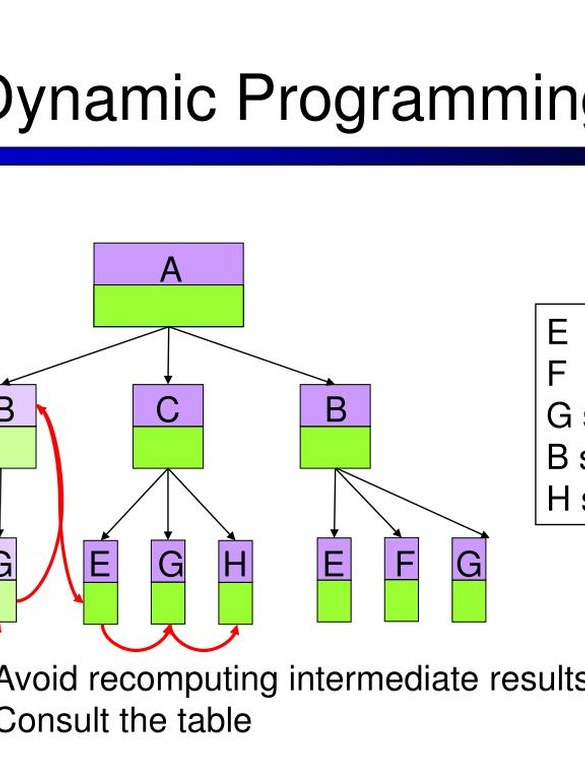 Dynamic Programming
A
B C B
G E G H E F G
E
F
G s
B s
H s
Avoid recomputing intermediate results
Consult the table